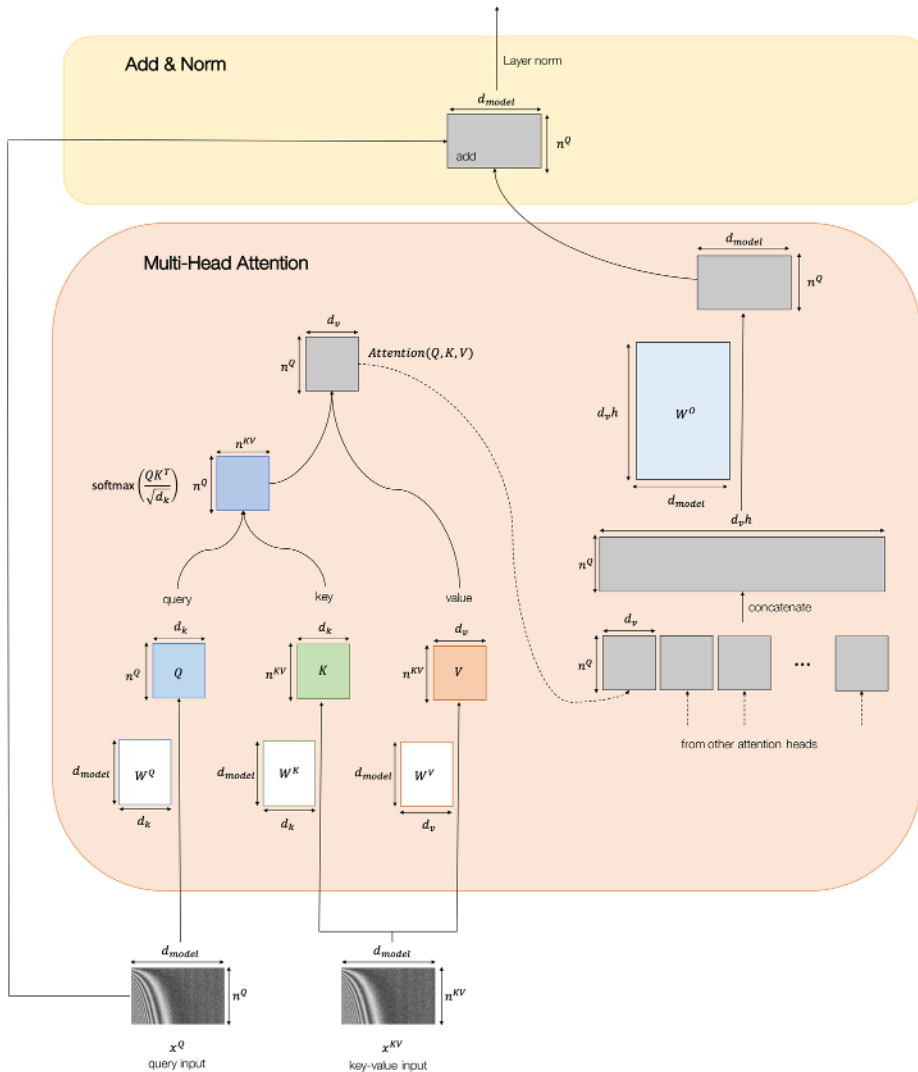 Layer norm
Add & Norm
d_model
n^Q
add
Multi-Head Attention
d_model
n^Q
d_v
Attention(Q, K, V)
n^Q
d_v h
W^O
n^KV
softmax(QK^T / √d_k)
n^Q
d_model
d_v h
n^Q
query
key
value
concatenate
d_k
d_k
d_v
d_v
n^Q
Q
n^KV
K
n^KV
V
n^Q
...
from other attention heads
d_model
W^Q
d_model
W^K
d_model
W^V
d_k
d_k
d_v
d_model
d_model
n^Q
n^KV
x^Q
x^KV
query input
key-value input